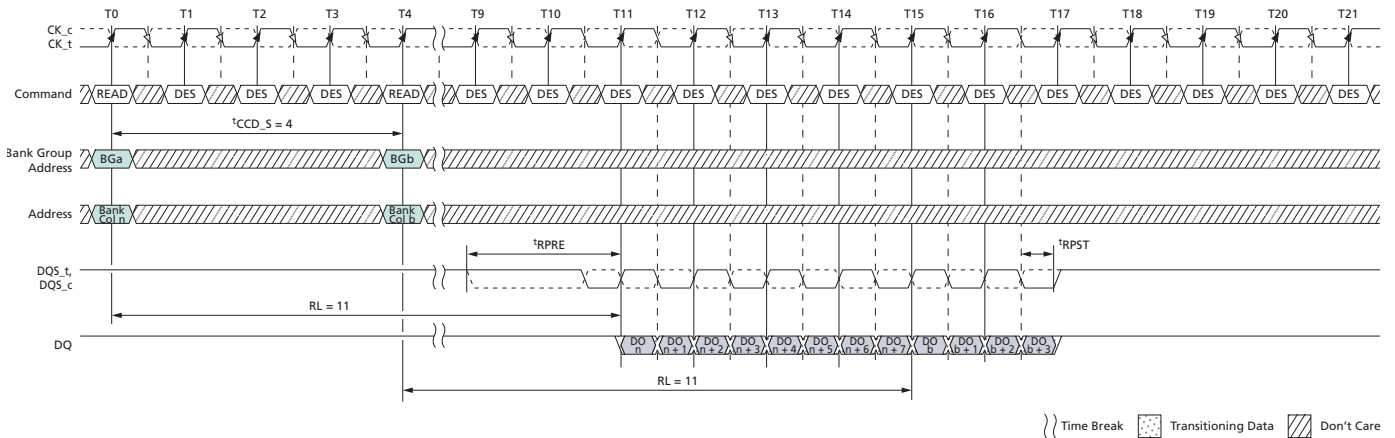 T0 T1 T2 T3 T4 T9 T10 T11 T12 T13 T14 T15 T16 T17 T18 T19 T20 T21
CK_c
CK_t
Command READ DES DES DES READ DES DES DES DES DES DES DES DES DES DES DES DES DES
tCCD_S = 4
Bank Group
Address
BGa BGb
Address
Bank
Col n
Bank
Col b
tRPRE tRPST
DQS_t,
DQS_c
RL = 11
DQ
DO
n
DO
n + 1
DO
n + 2
DO
n + 3
DO
n + 4
DO
n + 5
DO
n + 6
DO
n + 7
DO
b
DO
b + 1
DO
b + 2
DO
b + 3
RL = 11
Time Break Transitioning Data Don't Care